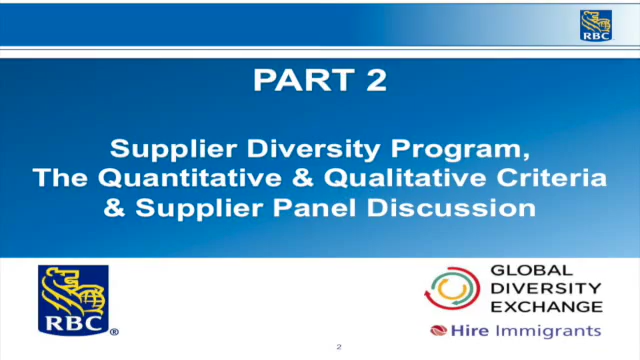 RBC
PART 2
Supplier Diversity Program,
The Quantitative & Qualitative Criteria
& Supplier Panel Discussion
RBC®
GLOBAL
DIVERSITY
EXCHANGE
Hire Immigrants
2